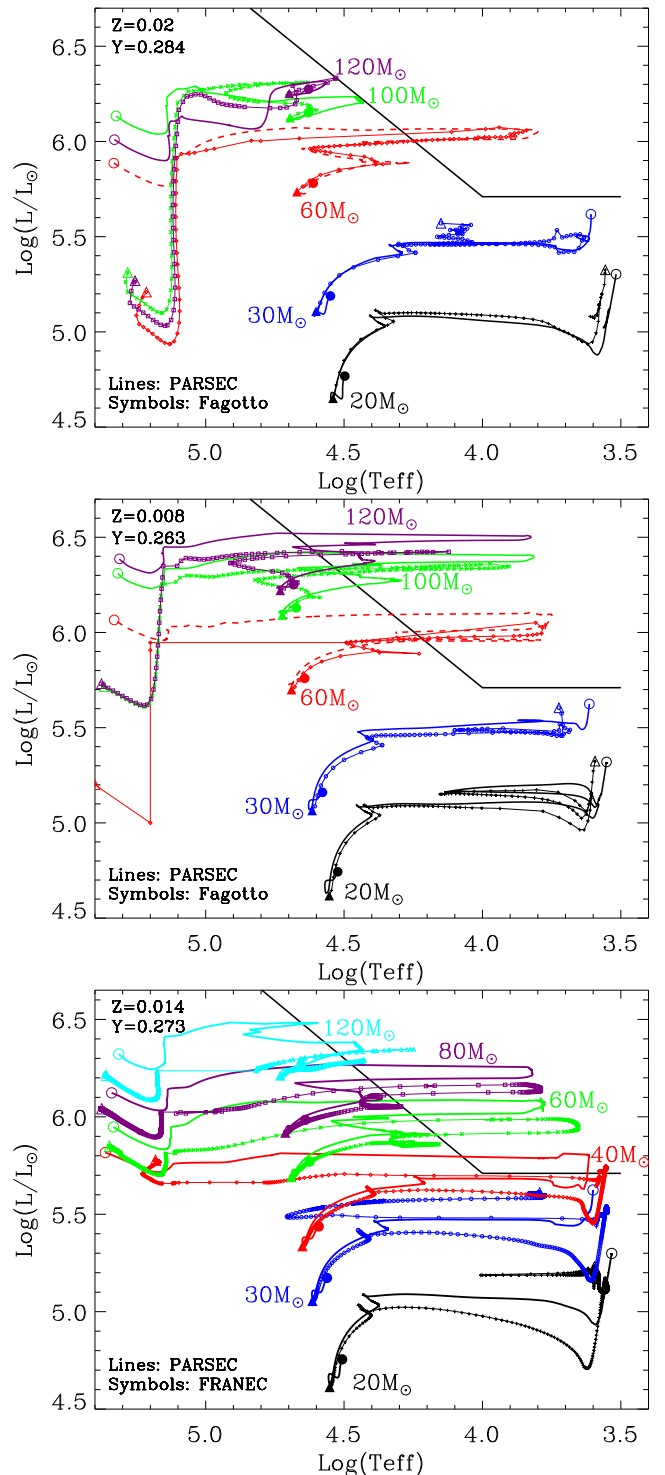 Z=0.02
Y=0.284
120M⊙
100M⊙
60M⊙
30M⊙
20M⊙
Lines: PARSEC
Symbols: Fagotto
6.5
6.0
5.5
5.0
4.5
Log(L/L⊙)
5.0 4.5 4.0 3.5
Log(Teff)
Z=0.008
Y=0.263
120M⊙
100M⊙
60M⊙
30M⊙
20M⊙
Lines: PARSEC
Symbols: Fagotto
6.5
6.0
5.5
5.0
4.5
Log(L/L⊙)
5.0 4.5 4.0 3.5
Log(Teff)
Z=0.014
Y=0.273
120M⊙
80M⊙
60M⊙
40M⊙
30M⊙
20M⊙
Lines: PARSEC
Symbols: FRANEC
6.5
6.0
5.5
5.0
4.5
Log(L/L⊙)
5.0 4.5 4.0 3.5
Log(Teff)